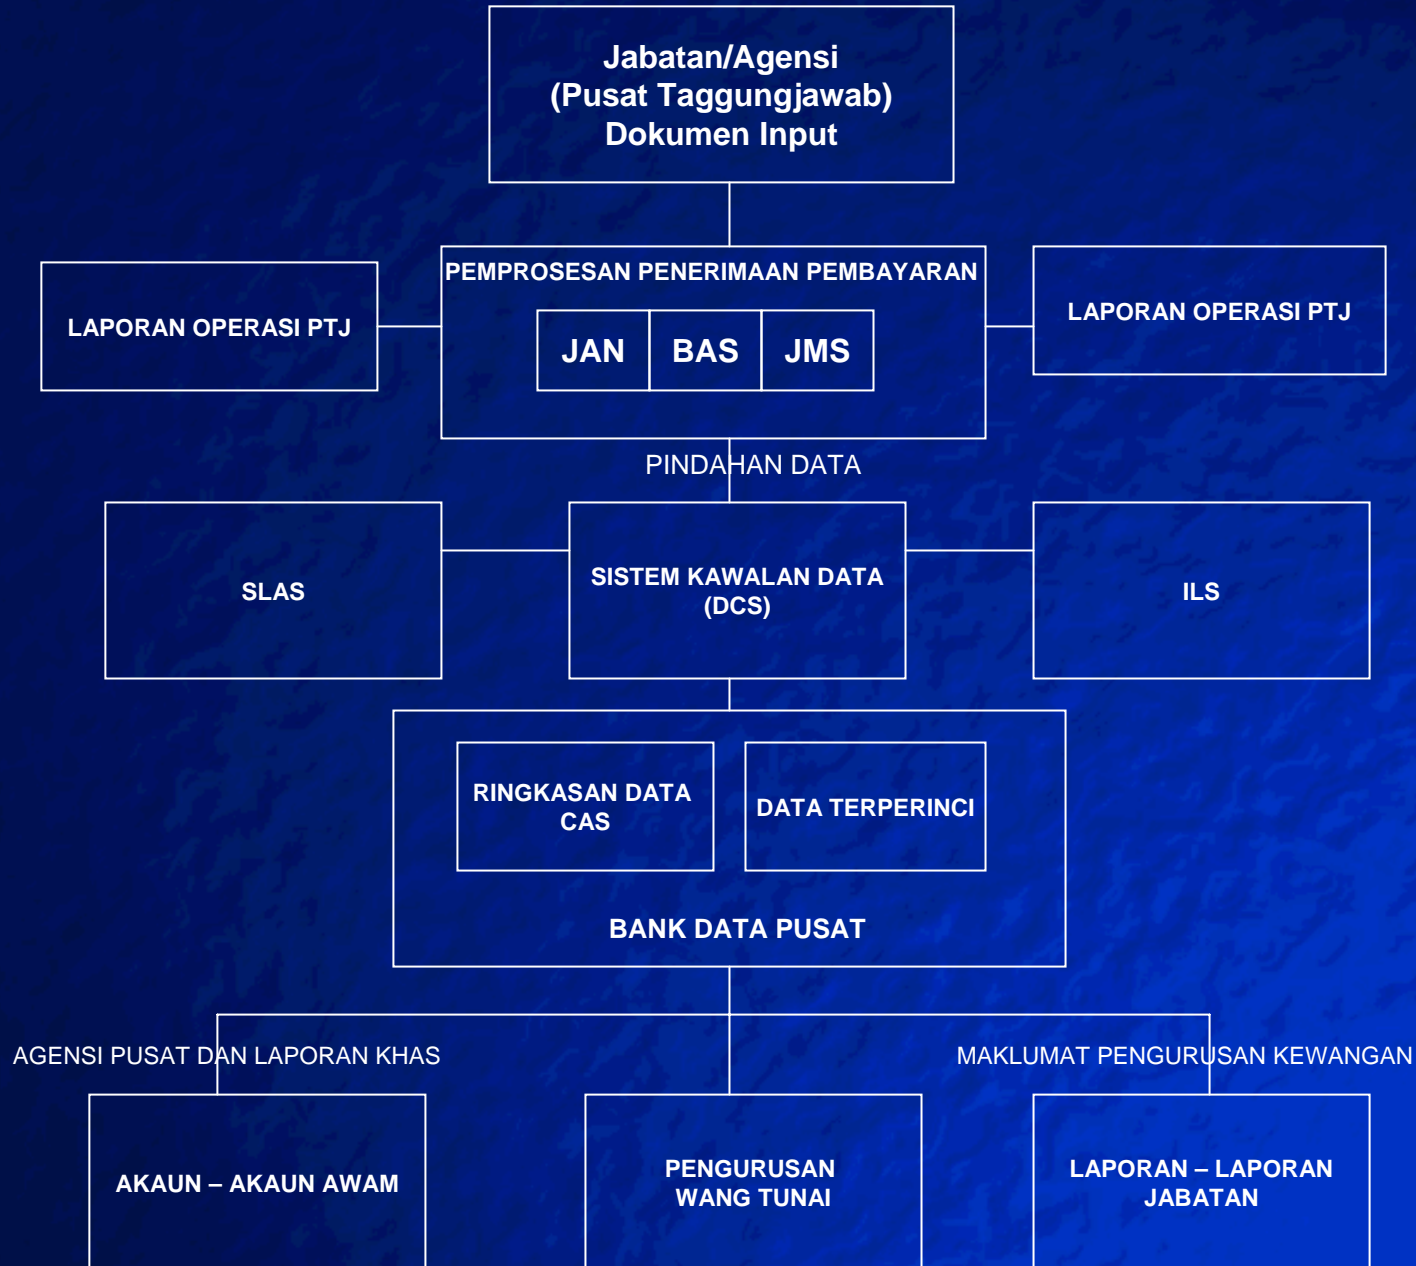 Jabatan/Agensi
(Pusat Taggungjawab)
Dokumen Input
PEMPROSESAN PENERIMAAN PEMBAYARAN
LAPORAN OPERASI PTJ
JAN BAS JMS
LAPORAN OPERASI PTJ
PINDAHAN DATA
SLAS
SISTEM KAWALAN DATA
(DCS)
ILS
RINGKASAN DATA
CAS
DATA TERPERINCI
BANK DATA PUSAT
AGENSI PUSAT DAN LAPORAN KHAS
MAKLUMAT PENGURUSAN KEWANGAN
AKAUN – AKAUN AWAM
PENGURUSAN
WANG TUNAI
LAPORAN – LAPORAN
JABATAN